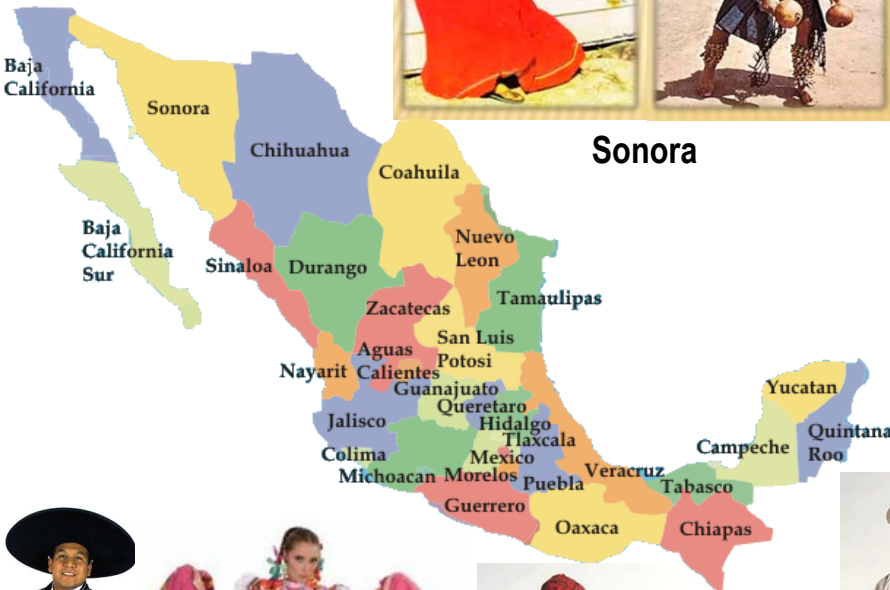 Baja
California
Sonora
Chihuahua
Coahuila
Sonora
Baja
California
Sur
Sinaloa
Durango
Nuevo
Leon
Tamaulipas
Zacatecas
San Luis
Potosi
Aguas
Calientes
Nayarit
Guanajuato
Queretaro
Jalisco
Hidalgo
Tlaxcala
Colima
Mexico
Michoacan
Morelos
Puebla
Veracruz
Guerrero
Oaxaca
Tabasco
Chiapas
Campeche
Yucatan
Quintana
Roo